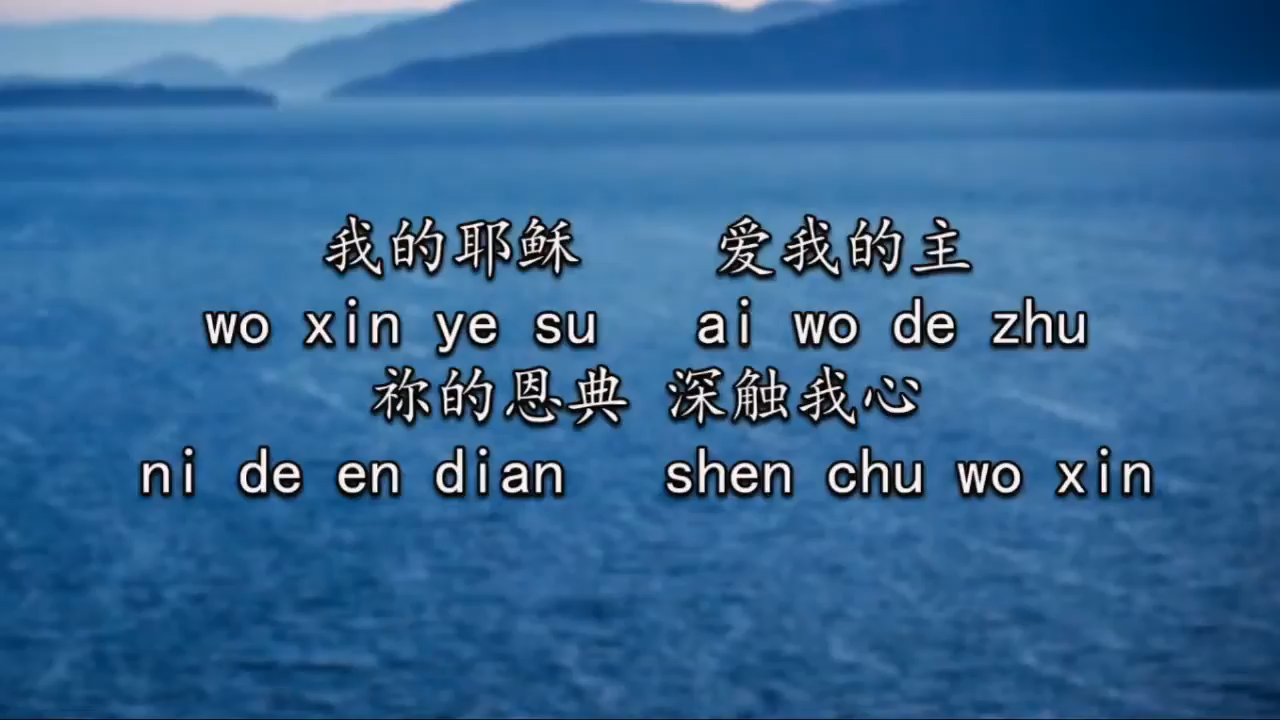 我的耶稣 爱我的主
wo xin ye su ai wo de zhu
祢的恩典 深触我心
ni de en dian shen chu wo xin